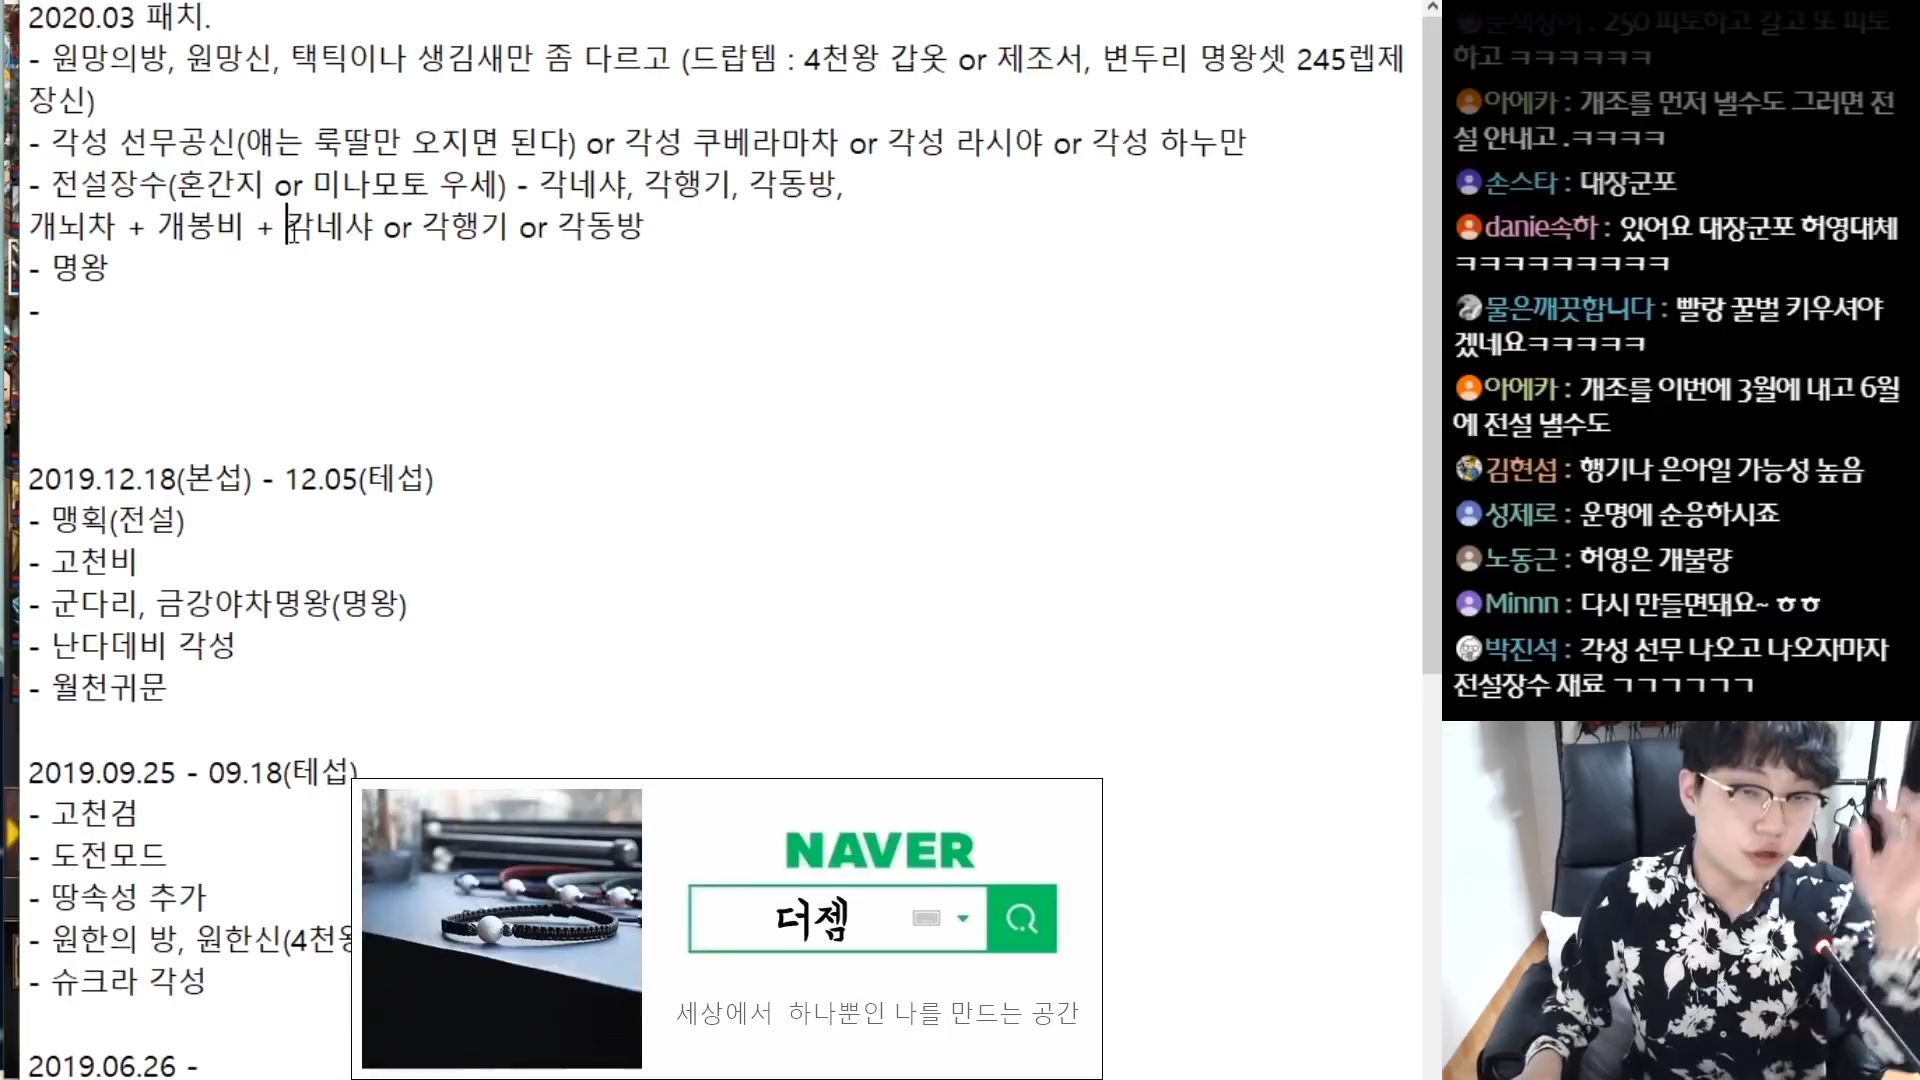 2020.03 패치.
- 원망의방, 원망신, 택틱이나 생김새만 좀 다르고 (드랍템 : 4천왕 갑옷 or 제조서, 변두리 명왕셋 245렙제
장신)
- 각성 선무공신(얘는 룩딸만 오지면 된다) or 각성 쿠베라마차 or 각성 라시야 or 각성 하누만
- 전설장수(혼간지 or 미나모토 우세) - 각네샤, 각행기, 각동방,
개뇌차 + 개봉비 + 각네샤 or 각행기 or 각동방
- 명왕
-
2019.12.18(본섭) - 12.05(테섭)
- 맹획(전설)
- 고천비
- 군다리, 금강야차명왕(명왕)
- 난다데비 각성
- 월천귀문
2019.09.25 - 09.18(테섭)
- 고천검
- 도전모드
- 땅속성 추가
- 원한의 방, 원한신(4천왕
- 슈크라 각성
2019.06.26 -
NAVER
더젬
세상에서 하나뿐인 나를 만드는 공간
: 250 피토하고 갈고 또 피토
하고 ㅋㅋㅋㅋㅋㅋ
아에카 : 개조를 먼저 낼수도 그러면 전
설 안내고 .ㅋㅋㅋㅋ
손스타 : 대장군포
danie속하 : 있어요 대장군포 허영대체
ㅋㅋㅋㅋㅋㅋㅋㅋㅋ
물은깨끗합니다 : 빨랑 꿀벌 키우셔야
겠네요ㅋㅋㅋㅋㅋ
아에카 : 개조를 이번에 3월에 내고 6월
에 전설 낼수도
김현섭 : 행기나 은아일 가능성 높음
성제로 : 운명에 순응하시죠
노동근 : 허영은 개불량
Minnn : 다시 만들면돼요~ ㅎㅎ
박진석 : 각성 선무 나오고 나오자마자
전설장수 재료 ㄱㄱㄱㄱㄱㄱ